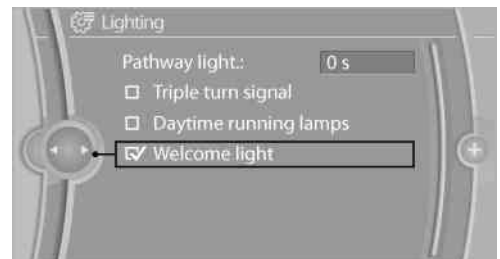 Lighting
Pathway light.: 0 s
Triple turn signal
Daytime running lamps
Welcome light